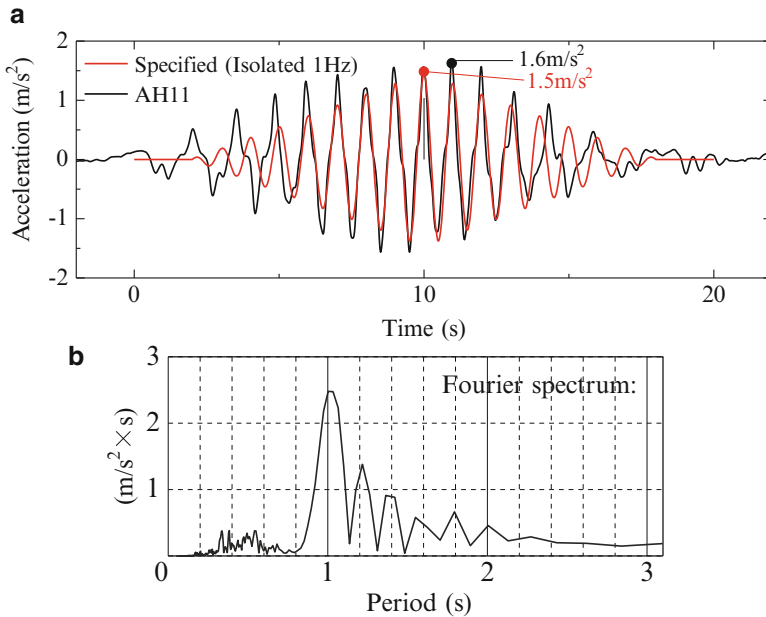 a
2
1
0
-1
-2
Acceleration (m/s²)
Specified (Isolated 1Hz)
AH11
1.6m/s²
1.5m/s²
0
10
20
Time (s)
b
3
2
1
0
(m/s²×s)
Fourier spectrum:
1
2
3
Period (s)